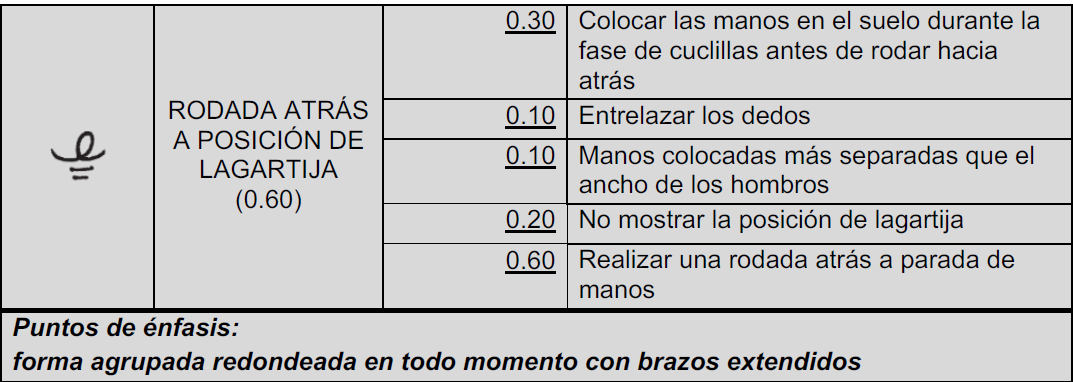 RODADA ATRÁS
A POSICIÓN DE
LAGARTIJA
(0.60)
0.30 Colocar las manos en el suelo durante la
fase de cuclillas antes de rodar hacia
atrás
0.10 Entrelazar los dedos
0.10 Manos colocadas más separadas que el
ancho de los hombros
0.20 No mostrar la posición de lagartija
0.60 Realizar una rodada atrás a parada de
manos
Puntos de énfasis:
forma agrupada redondeada en todo momento con brazos extendidos